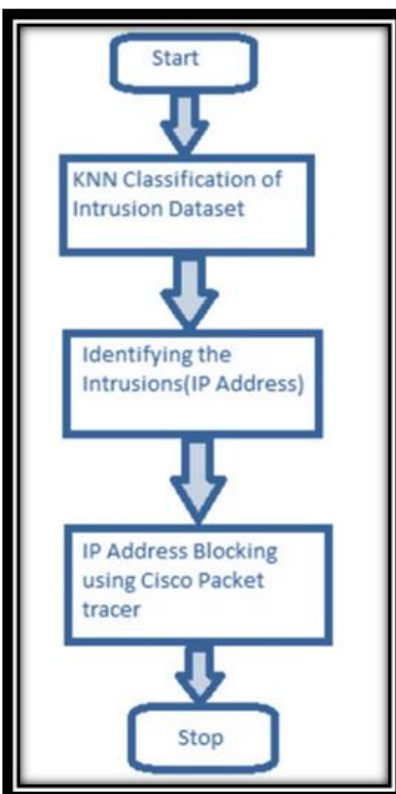 Start
KNN Classification of
Intrusion Dataset
Identifying the
Intrusions(IP Address)
IP Address Blocking
using Cisco Packet
tracer
Stop